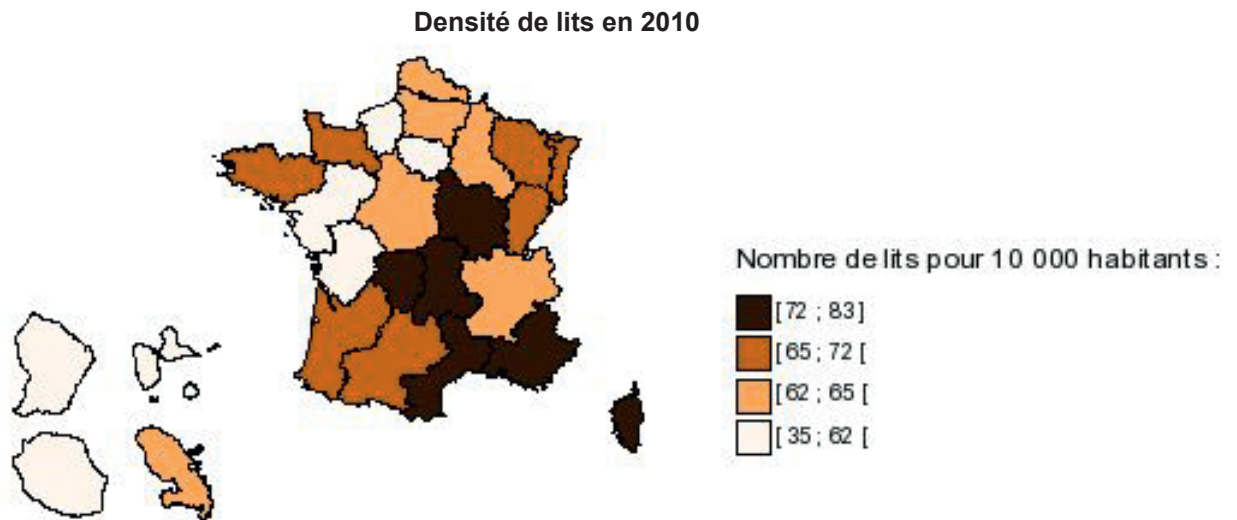 Densité de lits en 2010
Nombre de lits pour 10 000 habitants :
[ 72 ; 83 ]
[ 65 ; 72 [
[ 62 ; 65 [
[ 35 ; 62 [